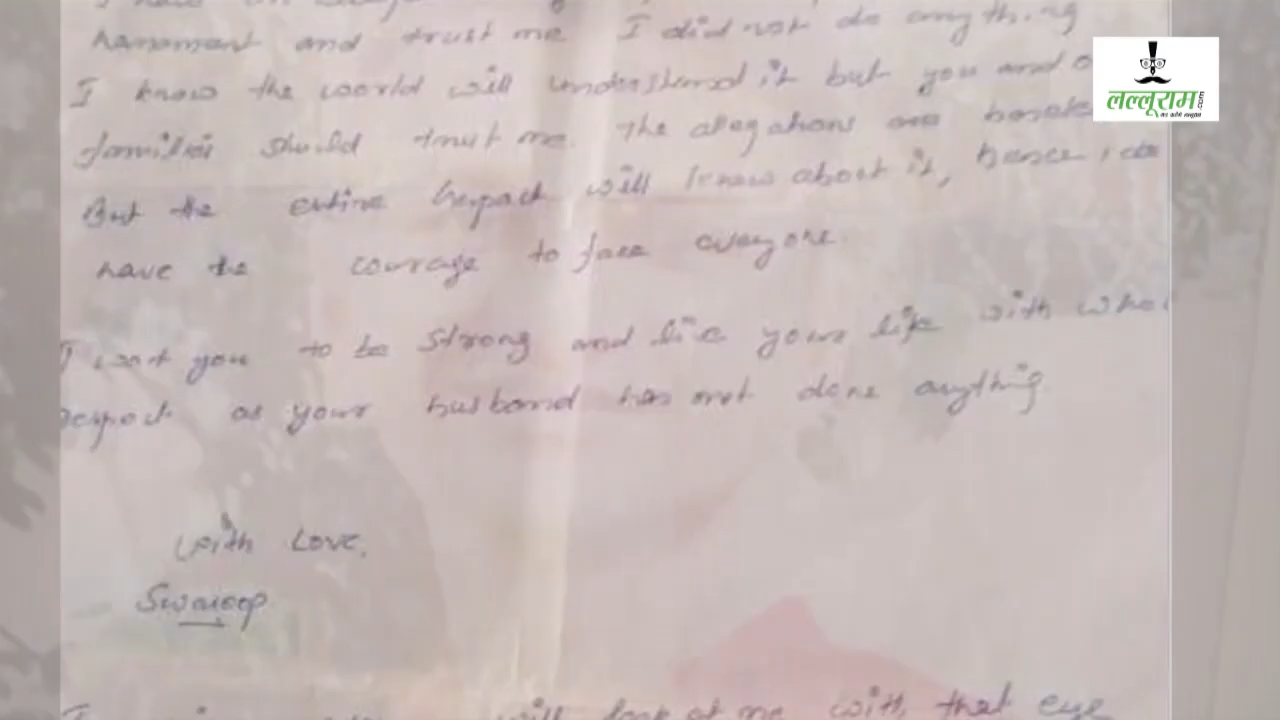 harasment and trust me I did not do anything
लल्लूराम
.com
I know the world will understand it but you and
families should trust me. The allegations are
But the entire Genpact will know about it, hence I do
have the courage to face everyone.
I want you to be strong and live your life with
respect as your husband has not done anything
With Love,
Swaroop
will look at me with that eye